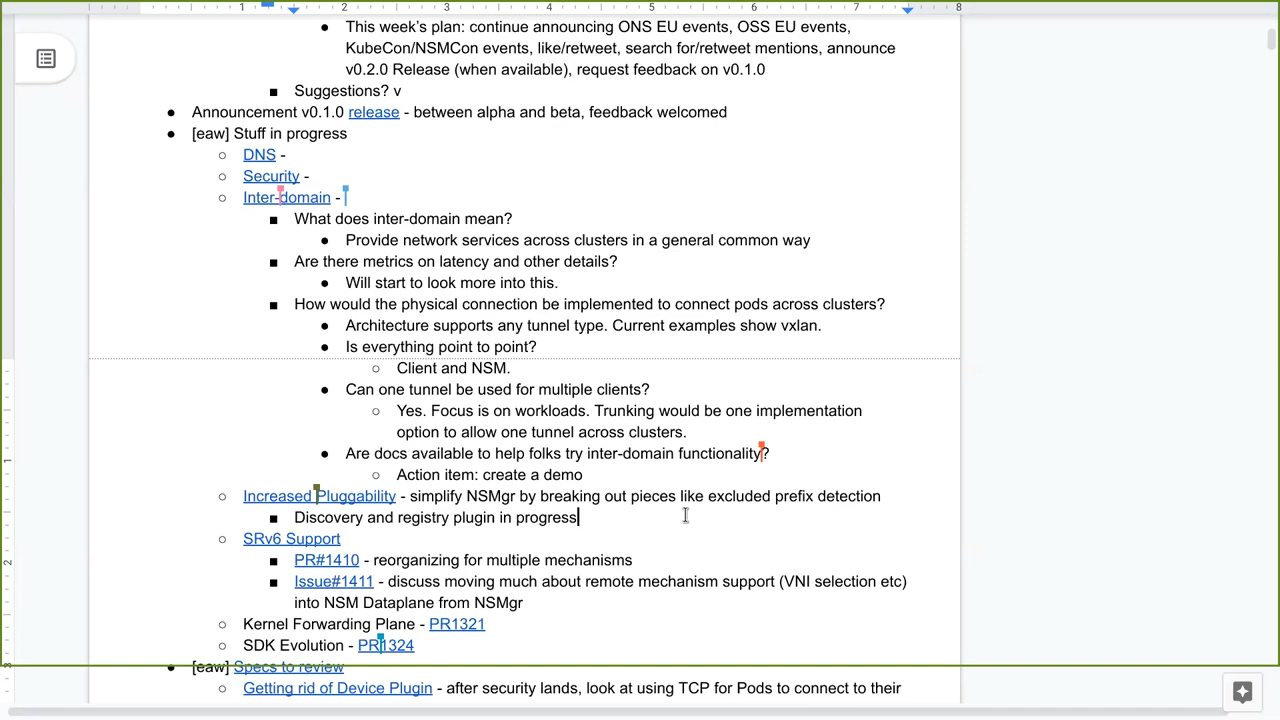 1 2 3 4 5 6 7 8
● This week's plan: continue announcing ONS EU events, OSS EU events,
KubeCon/NSMCon events, like/retweet, search for/retweet mentions, announce
v0.2.0 Release (when available), request feedback on v0.1.0
■ Suggestions? v
● Announcement v0.1.0 release - between alpha and beta, feedback welcomed
● [eaw] Stuff in progress
○ DNS -
○ Security -
○ Inter-domain -
■ What does inter-domain mean?
● Provide network services across clusters in a general common way
■ Are there metrics on latency and other details?
● Will start to look more into this.
■ How would the physical connection be implemented to connect pods across clusters?
● Architecture supports any tunnel type. Current examples show vxlan.
● Is everything point to point?
○ Client and NSM.
● Can one tunnel be used for multiple clients?
○ Yes. Focus is on workloads. Trunking would be one implementation
option to allow one tunnel across clusters.
● Are docs available to help folks try inter-domain functionality?
○ Action item: create a demo
○ Increased Pluggability - simplify NSMgr by breaking out pieces like excluded prefix detection
■ Discovery and registry plugin in progress
○ SRv6 Support
■ PR#1410 - reorganizing for multiple mechanisms
■ Issue#1411 - discuss moving much about remote mechanism support (VNI selection etc)
into NSM Dataplane from NSMgr
○ Kernel Forwarding Plane - PR1321
○ SDK Evolution - PR1324
● [eaw] Specs to review
○ Getting rid of Device Plugin - after security lands, look at using TCP for Pods to connect to their
1
2
3